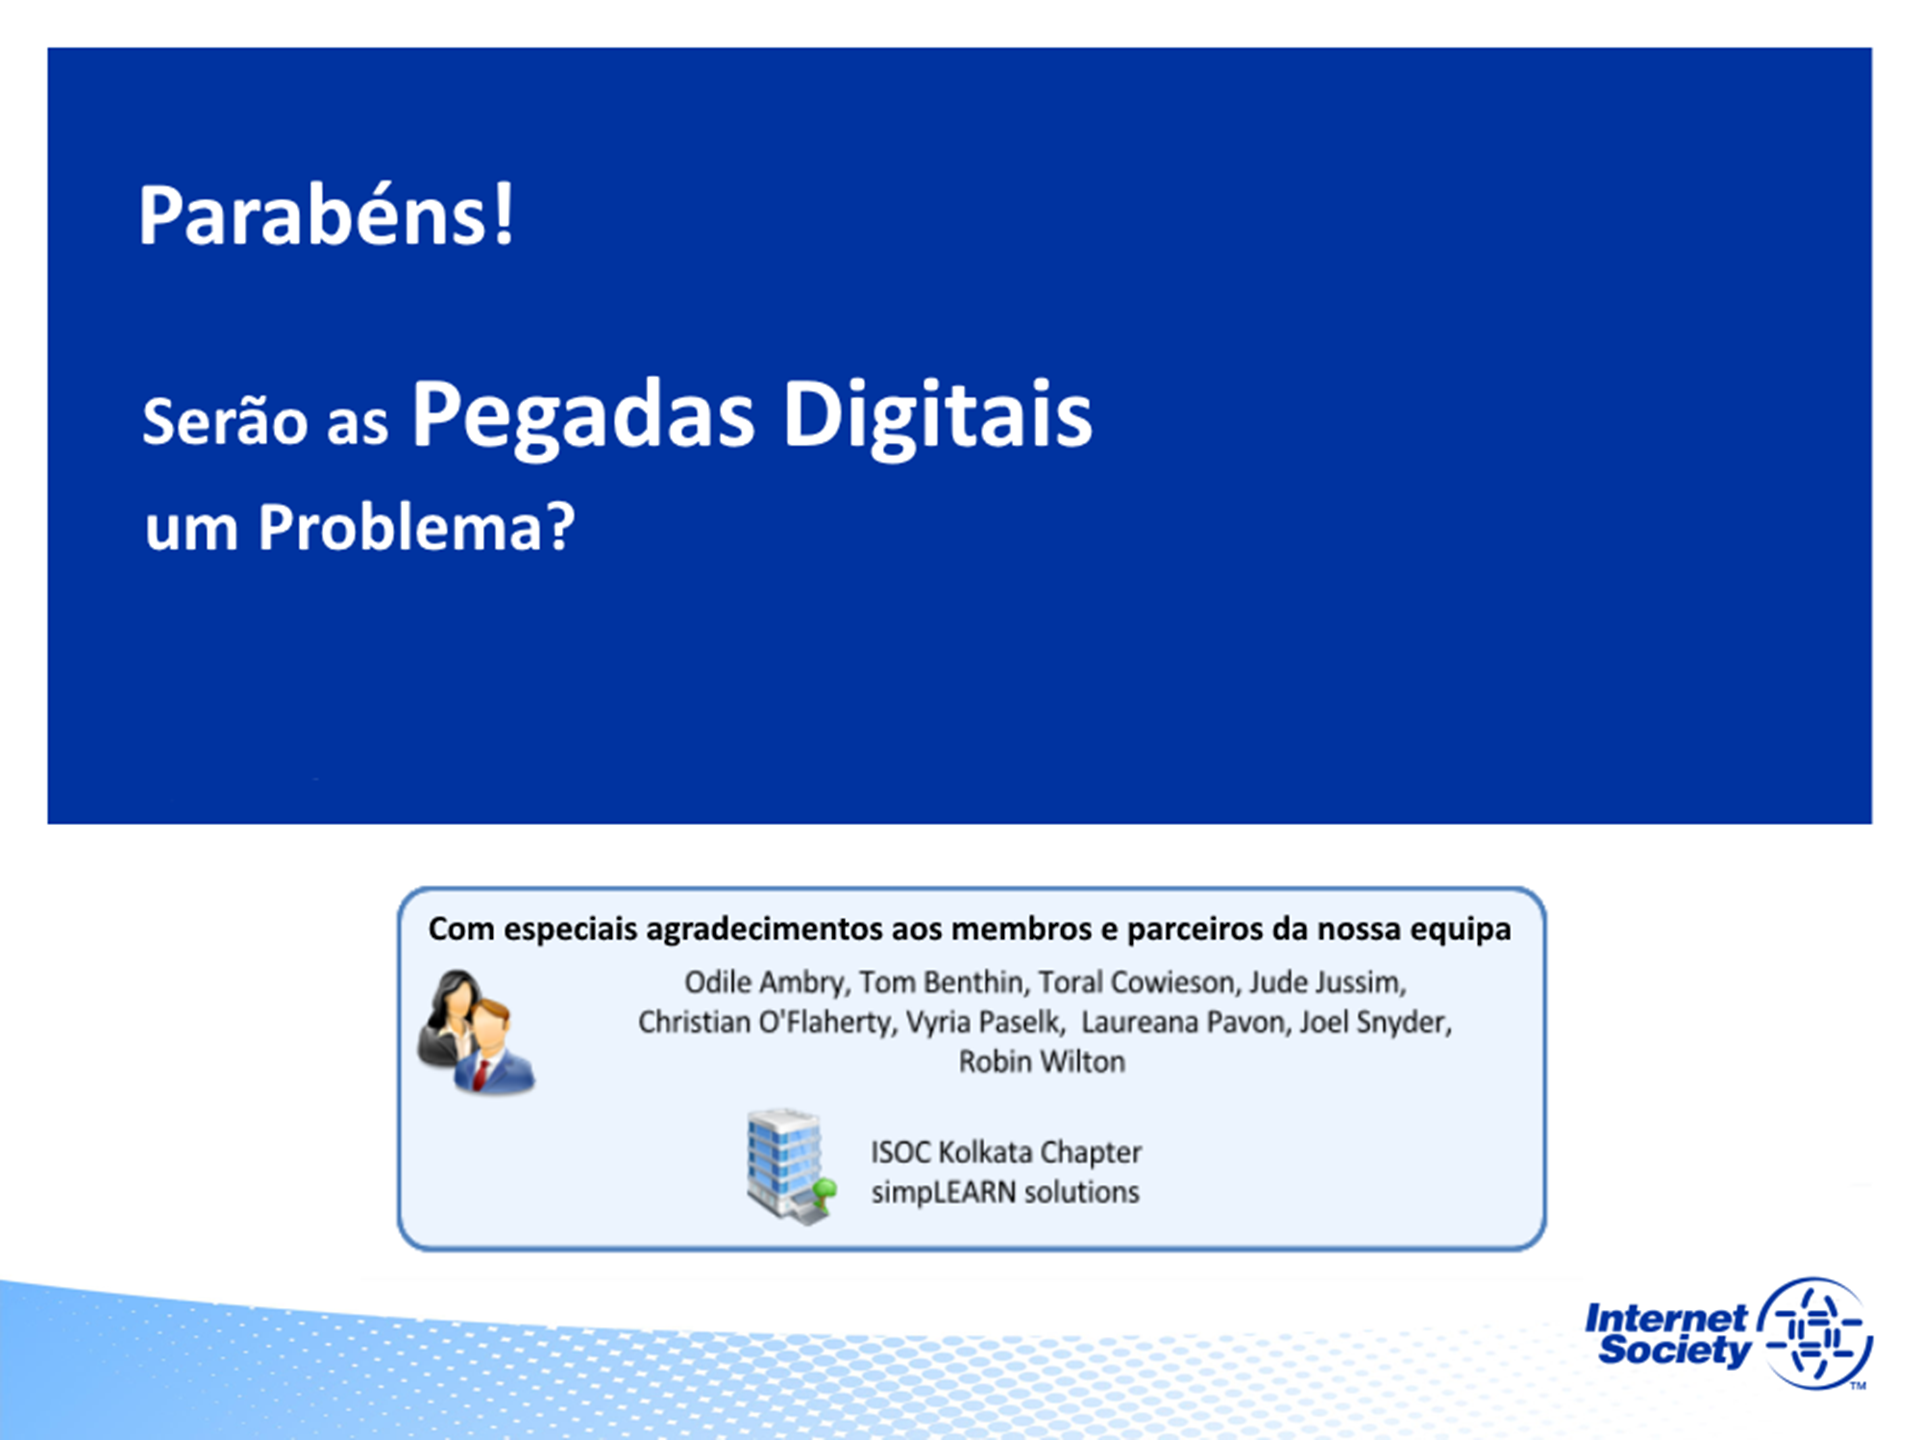 Parabéns!
Serão as Pegadas Digitais
um Problema?
Com especiais agradecimentos aos membros e parceiros da nossa equipa
Odile Ambry, Tom Benthin, Toral Cowieson, Jude Jussim,
Christian O'Flaherty, Vyria Paselk, Laureana Pavon, Joel Snyder,
Robin Wilton
ISOC Kolkata Chapter
simpLEARN solutions
Internet
Society
TM